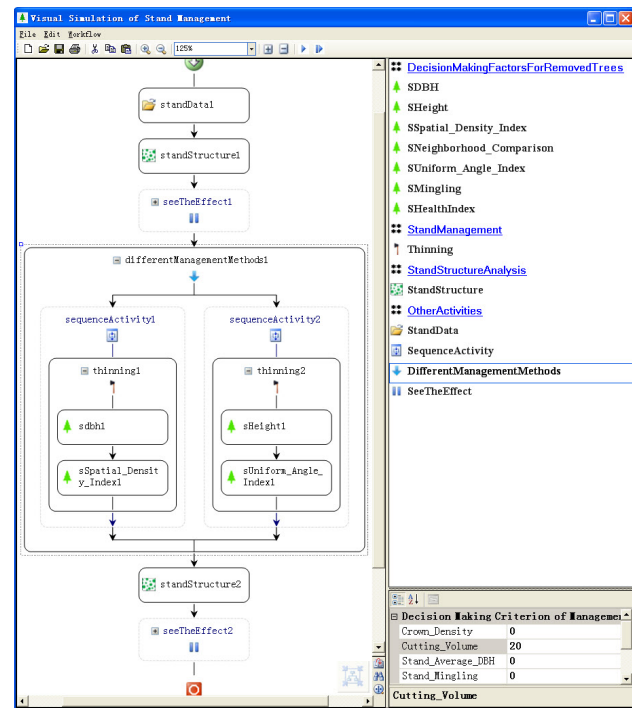 Visual Simulation of Stand Management
File Edit Workflow
125%
standData1
standStructure1
seeTheEffect1
differentManagementMethods1
sequenceActivity1
sequenceActivity2
thinning1
thinning2
sdbh1
sHeight1
sSpatial_Densit
y_Index1
sUniform_Angle_
Index1
standStructure2
seeTheEffect2
DecisionMakingFactorsForRemovedTrees
SDBH
SHeight
SSpatial_Density_Index
SNeighborhood_Comparison
SUniform_Angle_Index
SMingling
SHealthIndex
StandManagement
Thinning
StandStructureAnalysis
StandStructure
OtherActivities
StandData
SequenceActivity
DifferentManagementMethods
SeeTheEffect
Decision Making Criterion of Manageme
Crown_Density 0
Cutting_Volume 20
Stand_Average_DBH 0
Stand_Mingling 0
Cutting_Volume